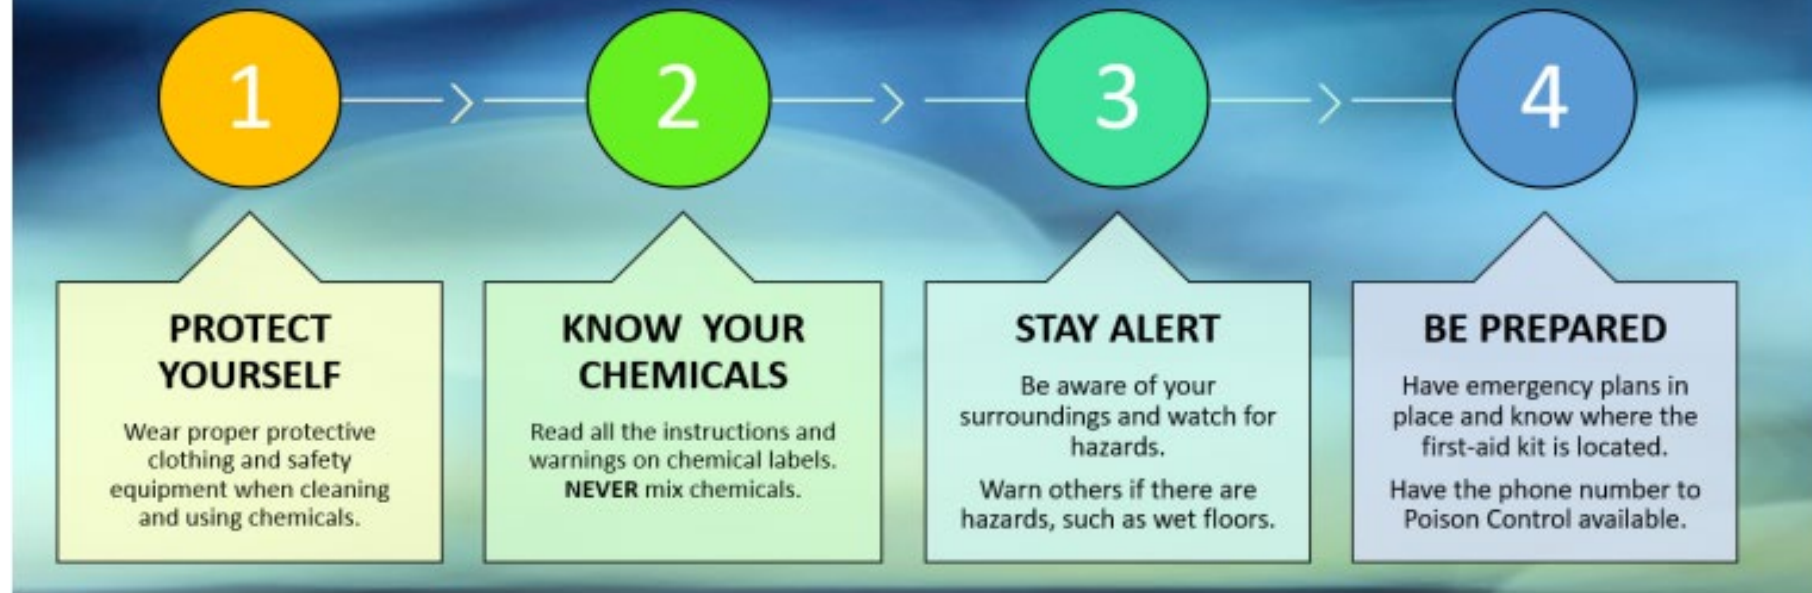 1
2
3
4
PROTECT
YOURSELF
Wear proper protective
clothing and safety
equipment when cleaning
and using chemicals.
KNOW YOUR
CHEMICALS
Read all the instructions and
warnings on chemical labels.
NEVER mix chemicals.
STAY ALERT
Be aware of your
surroundings and watch for
hazards.
Warn others if there are
hazards, such as wet floors.
BE PREPARED
Have emergency plans in
place and know where the
first-aid kit is located.
Have the phone number to
Poison Control available.